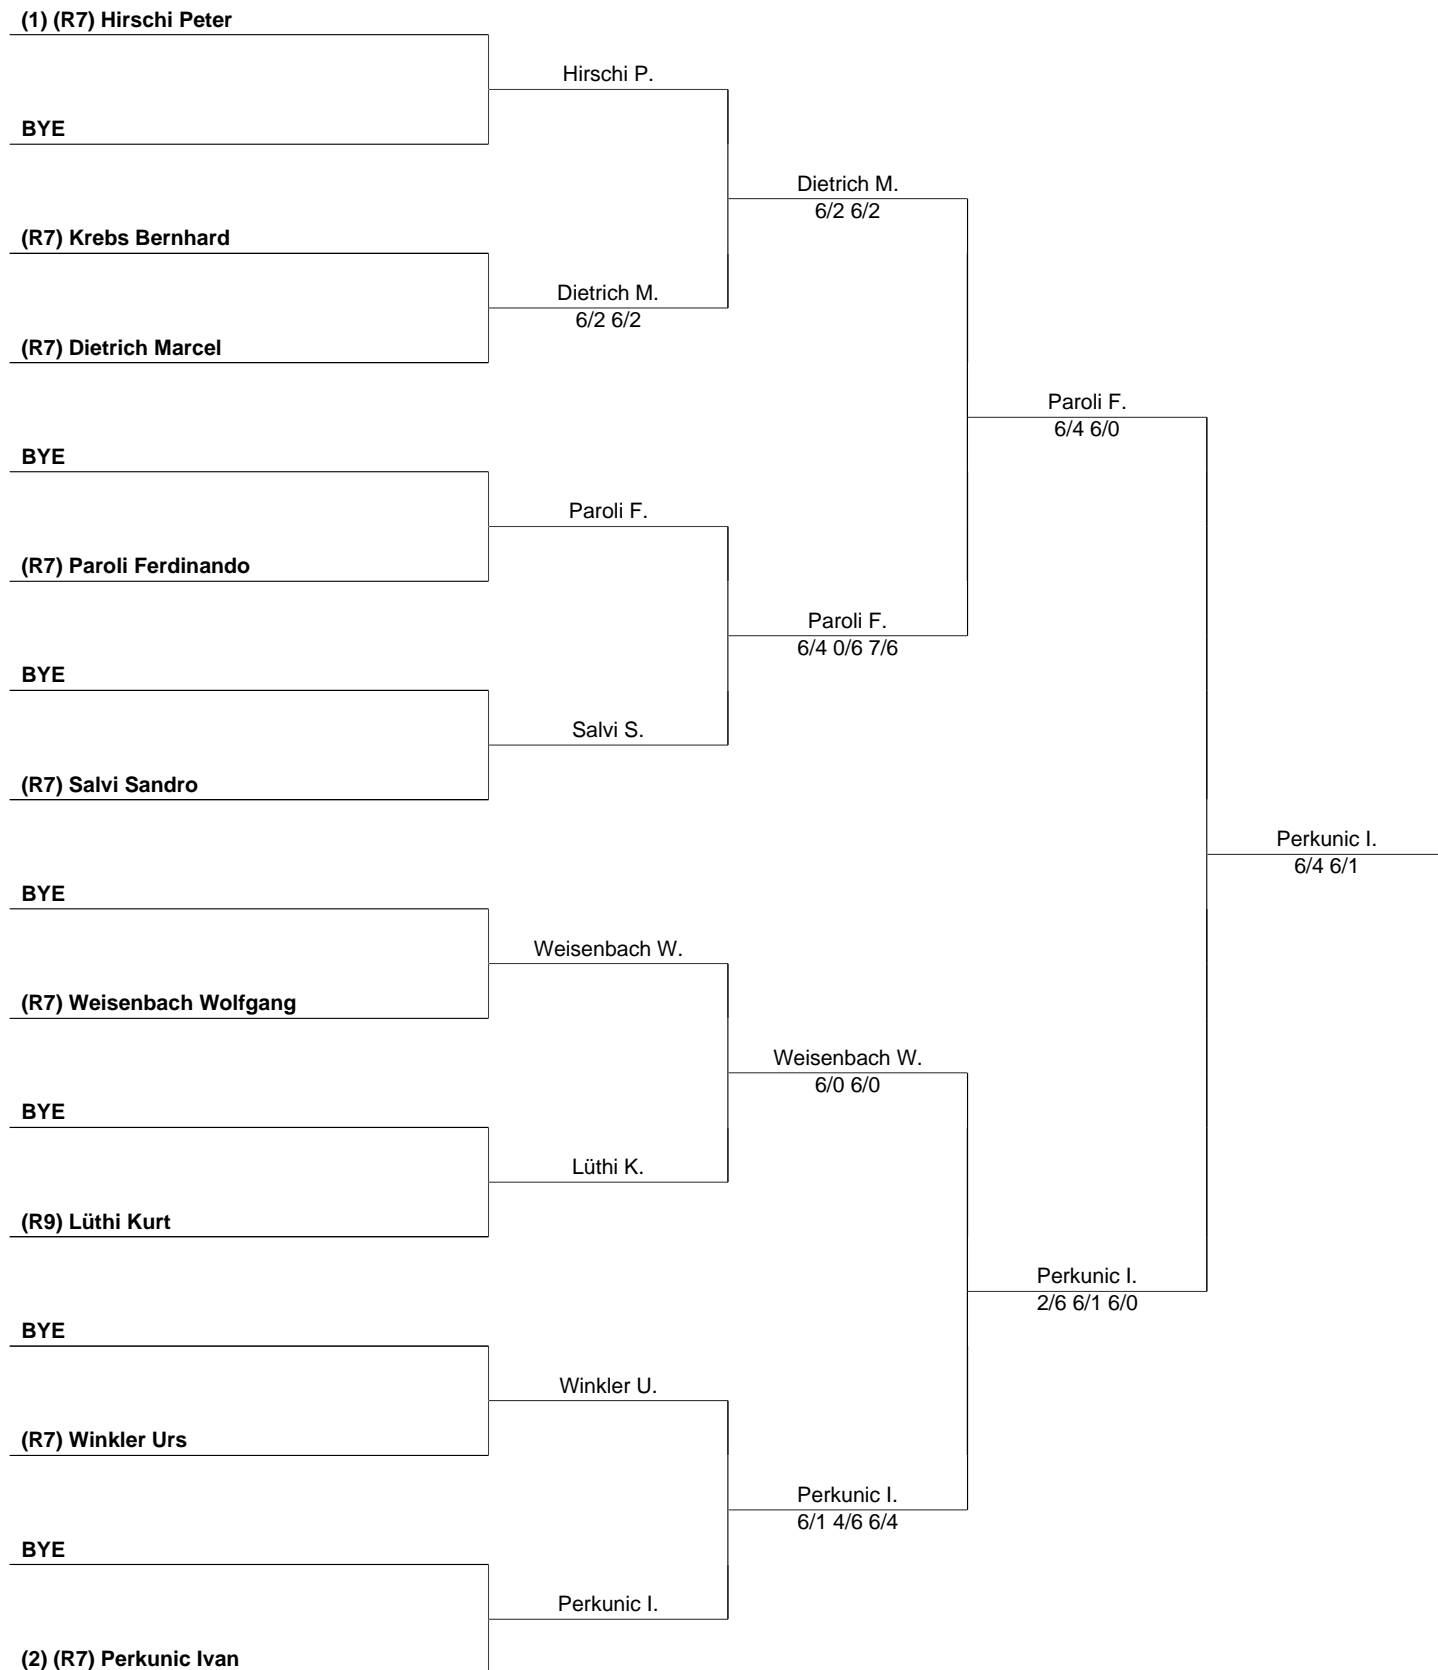 (1) (R7) Hirschi Peter
Hirschi P.
BYE
Dietrich M.
6/2 6/2
(R7) Krebs Bernhard
Dietrich M.
6/2 6/2
(R7) Dietrich Marcel
Paroli F.
6/4 6/0
BYE
Paroli F.
(R7) Paroli Ferdinando
Paroli F.
6/4 0/6 7/6
BYE
Salvi S.
(R7) Salvi Sandro
Perkunic I.
6/4 6/1
BYE
Weisenbach W.
(R7) Weisenbach Wolfgang
Weisenbach W.
6/0 6/0
BYE
Lüthi K.
(R9) Lüthi Kurt
Perkunic I.
2/6 6/1 6/0
BYE
Winkler U.
(R7) Winkler Urs
Perkunic I.
6/1 4/6 6/4
BYE
Perkunic I.
(2) (R7) Perkunic Ivan